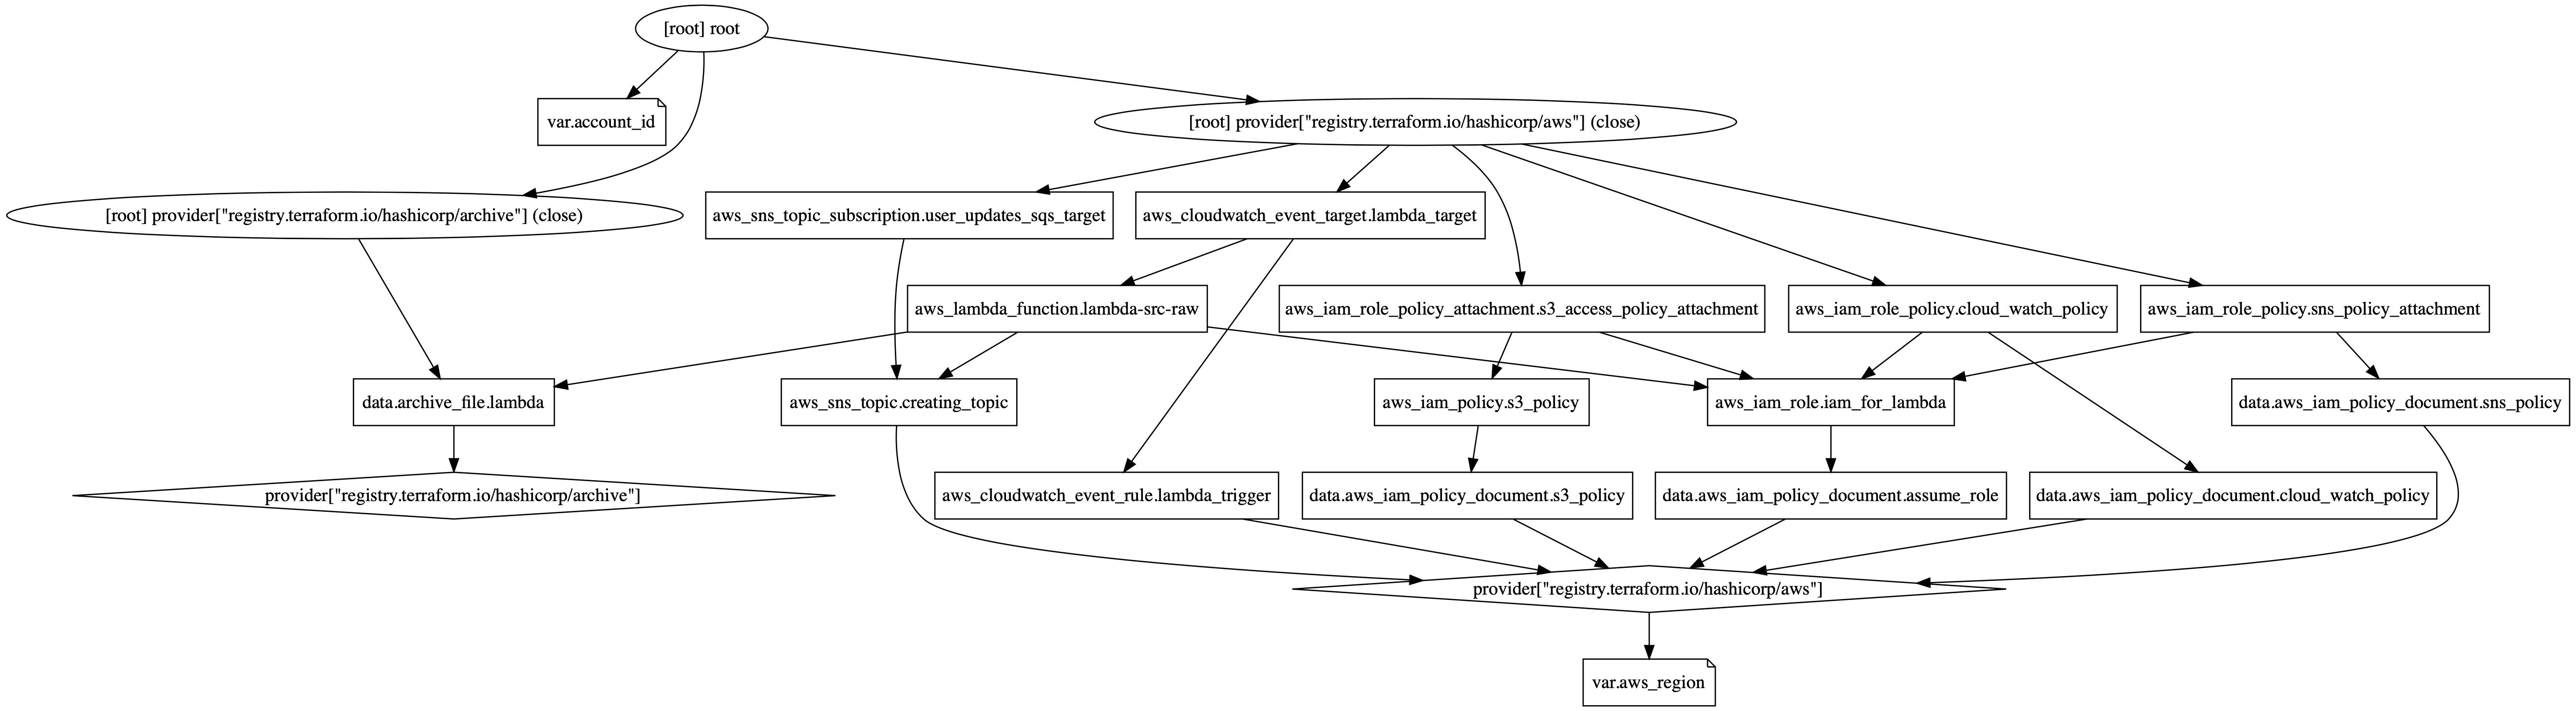 [root] root
var.account_id
[root] provider["registry.terraform.io/hashicorp/aws"] (close)
[root] provider["registry.terraform.io/hashicorp/archive"] (close)
aws_sns_topic_subscription.user_updates_sqs_target
aws_cloudwatch_event_target.lambda_target
aws_lambda_function.lambda-src-raw
aws_iam_role_policy_attachment.s3_access_policy_attachment
aws_iam_role_policy.cloud_watch_policy
aws_iam_role_policy.sns_policy_attachment
data.archive_file.lambda
aws_sns_topic.creating_topic
aws_iam_policy.s3_policy
aws_iam_role.iam_for_lambda
data.aws_iam_policy_document.sns_policy
provider["registry.terraform.io/hashicorp/archive"]
aws_cloudwatch_event_rule.lambda_trigger
data.aws_iam_policy_document.s3_policy
data.aws_iam_policy_document.assume_role
data.aws_iam_policy_document.cloud_watch_policy
provider["registry.terraform.io/hashicorp/aws"]
var.aws_region